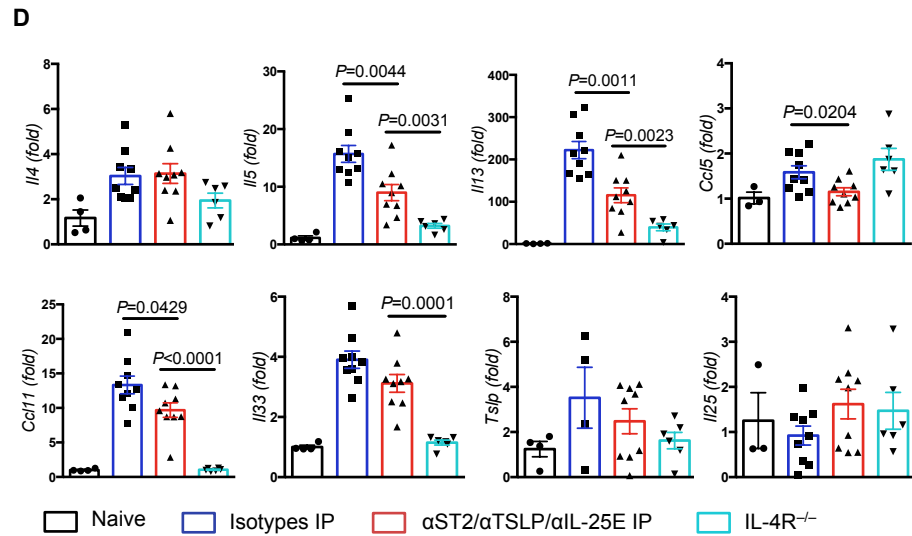 D
Il4 (fold)
8
6
4
2
0
Il5 (fold)
30
20
10
0
P=0.0044
P=0.0031
Il13 (fold)
400
300
200
100
0
P=0.0011
P=0.0023
Ccl5 (fold)
4
3
2
1
0
P=0.0204
Ccl11 (fold)
25
20
15
10
5
0
P=0.0429
P<0.0001
Il33 (fold)
6
4
2
0
P=0.0001
Tslp (fold)
8
6
4
2
0
Il25 (fold)
4
3
2
1
0
Naive
Isotypes IP
αST2/αTSLP/αIL-25E IP
IL-4R⁻/⁻